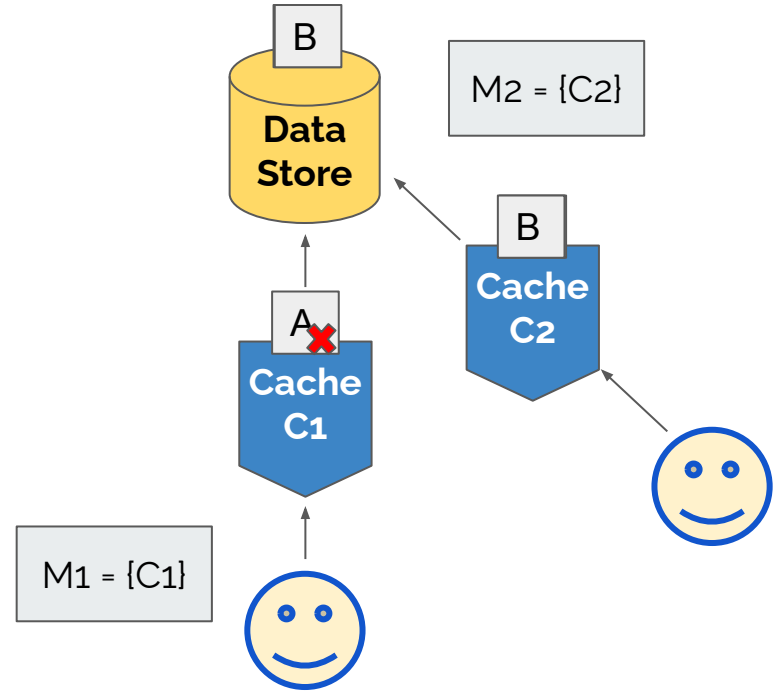 B
M2 = {C2}
Data
Store
B
Cache
C2
A
Cache
C1
M1 = {C1}